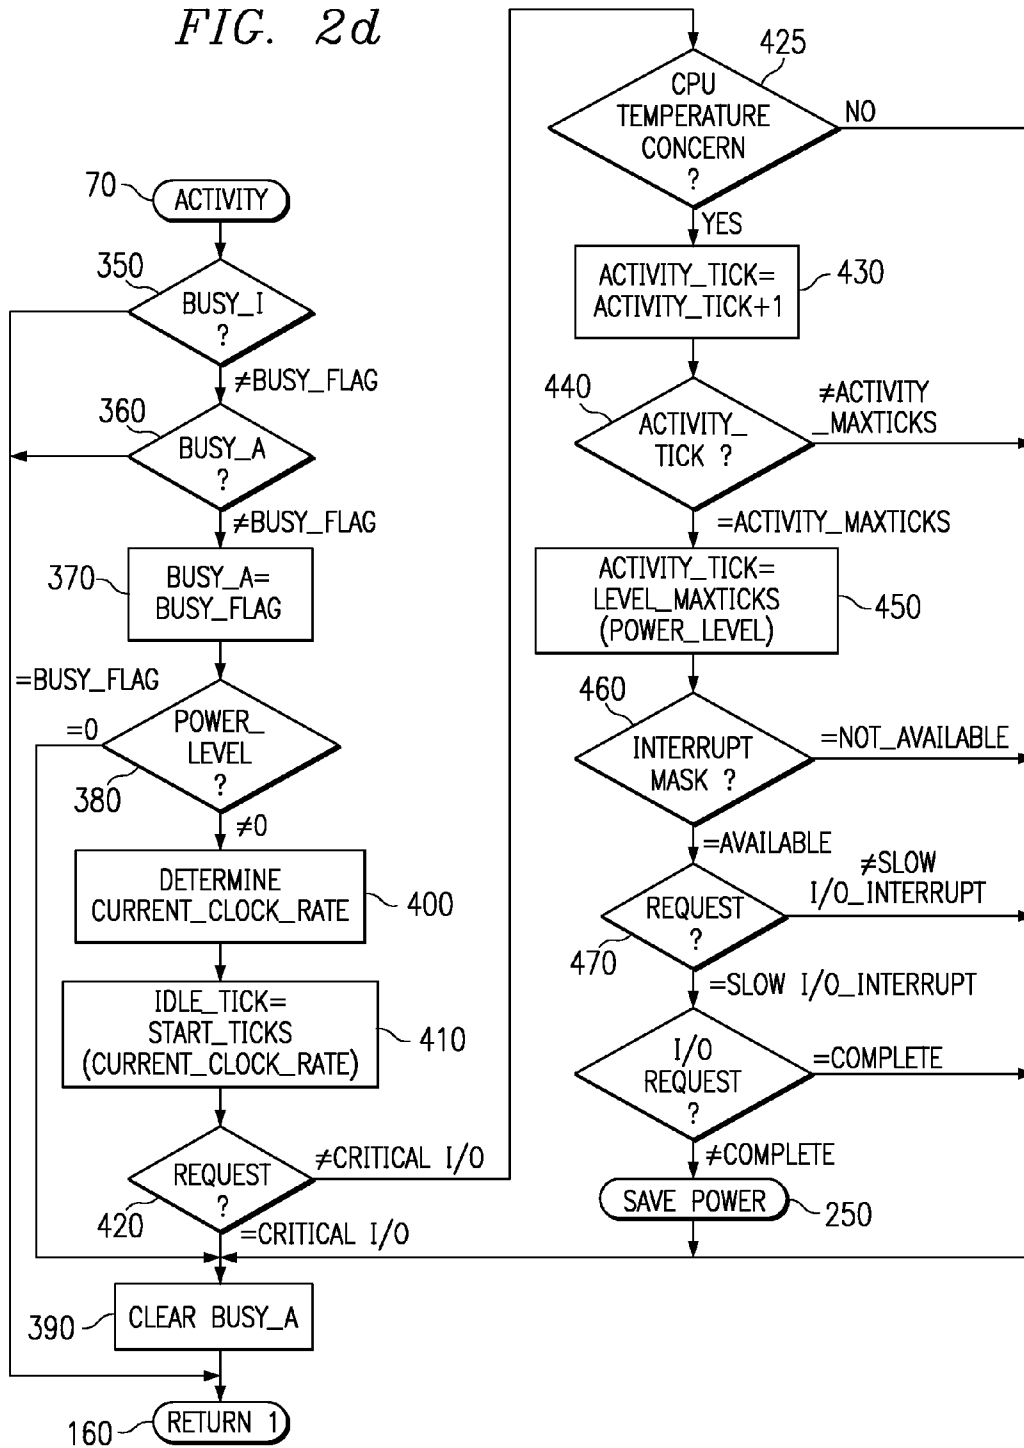 FIG. 2d
70
ACTIVITY
350
BUSY_I
?
≠BUSY_FLAG
360
BUSY_A
?
≠BUSY_FLAG
370
BUSY_A=
BUSY_FLAG
=BUSY_FLAG
=0
POWER_
LEVEL
?
380
≠0
DETERMINE
CURRENT_CLOCK_RATE
400
IDLE_TICK=
START_TICKS
(CURRENT_CLOCK_RATE)
410
REQUEST
?
≠CRITICAL I/O
420
=CRITICAL I/O
CLEAR BUSY_A
390
RETURN 1
160
425
CPU
TEMPERATURE
CONCERN
?
NO
YES
ACTIVITY_TICK=
ACTIVITY_TICK+1
430
440
ACTIVITY_
TICK ?
≠ACTIVITY
_MAXTICKS
=ACTIVITY_MAXTICKS
ACTIVITY_TICK=
LEVEL_MAXTICKS
(POWER_LEVEL)
450
460
INTERRUPT
MASK ?
=NOT_AVAILABLE
=AVAILABLE
REQUEST
?
≠SLOW
I/O_INTERRUPT
470
=SLOW I/O_INTERRUPT
I/O
REQUEST
?
=COMPLETE
≠COMPLETE
SAVE POWER
250